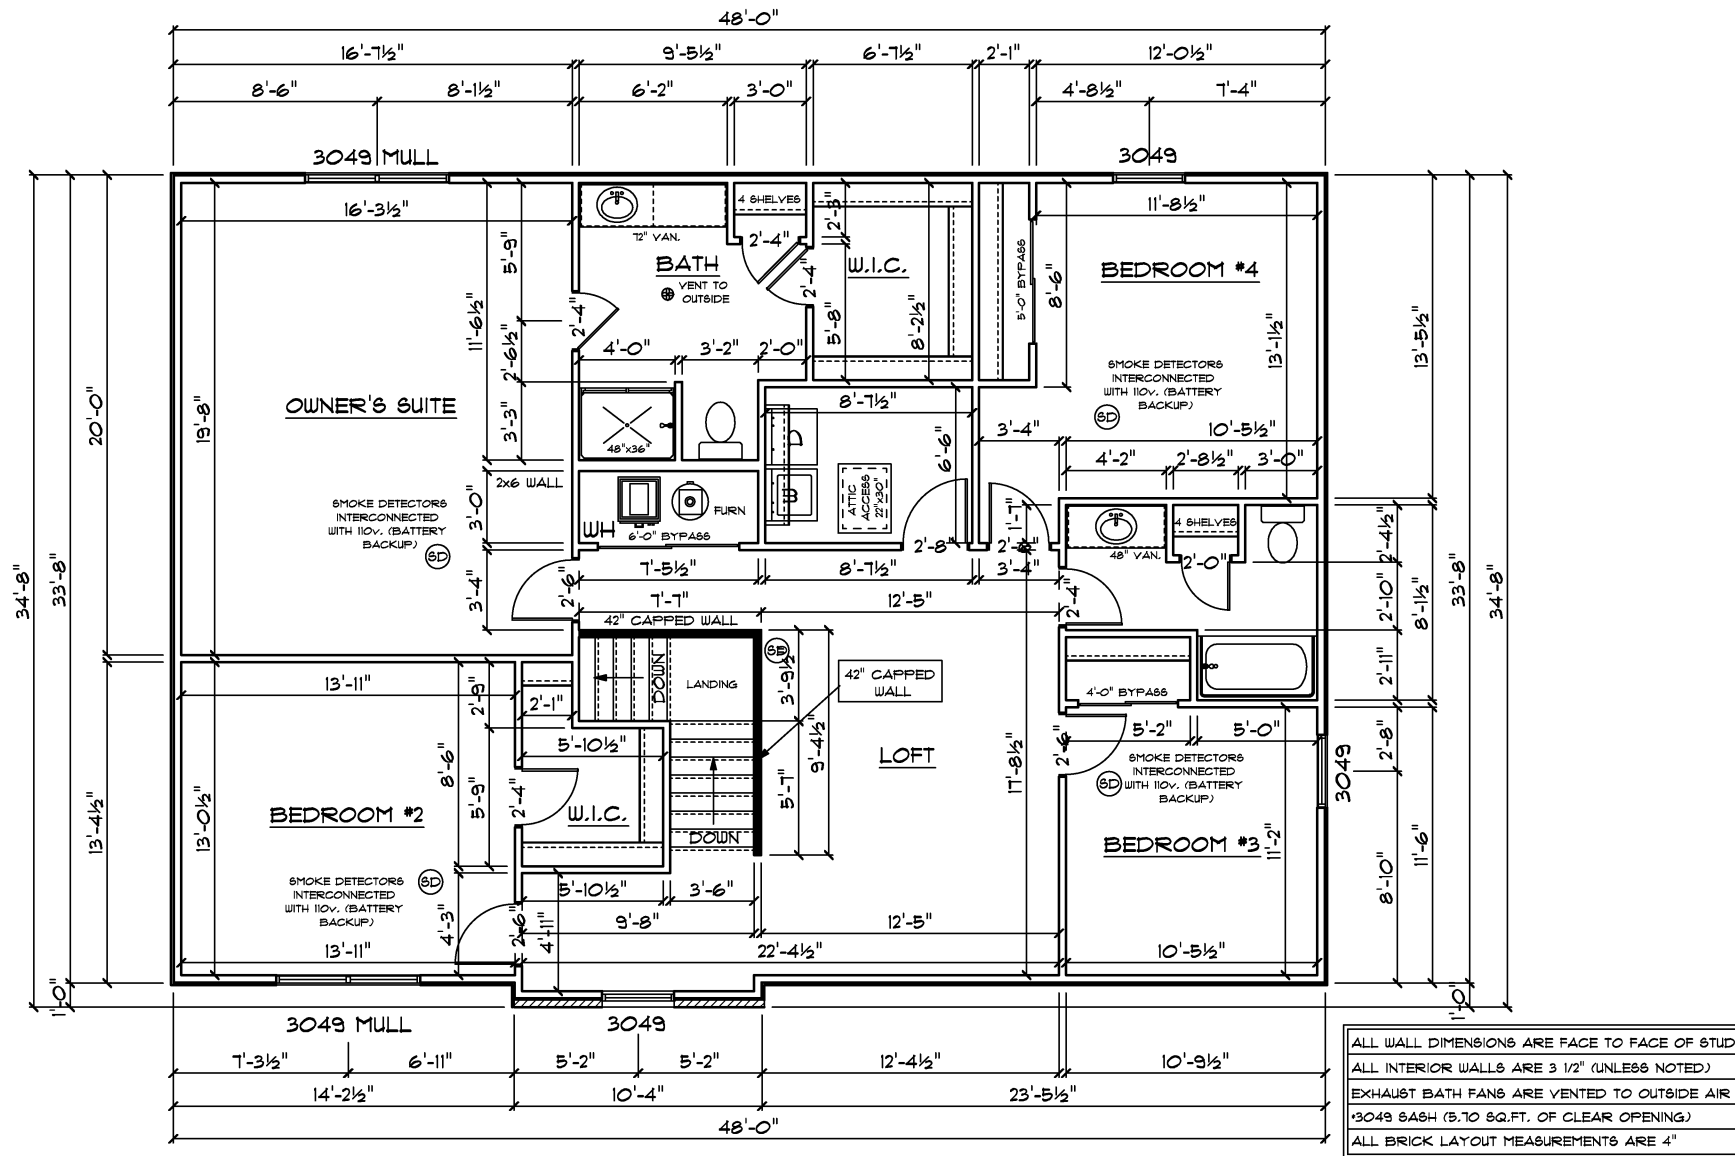 48'-0"
16'-7½" 9'-5½" 6'-7½" 2'-1" 12'-0½"
8'-6" 8'-1½" 6'-2" 3'-0" 4'-8½" 7'-4"
3049 MULL 3049
16'-3½" 4 SHELVES 2'-3" 11'-8½"
72" VAN. 2'-4"
5'-9" BATH 2'-4" W.I.C. 5'-0" BYPASS 8'-6" BEDROOM #4
VENT TO
OUTSIDE
11'-6½" 2'-4" 5'-8" 8'-2½" 13'-1½" 13'-5½"
2'-6½" 4'-0" 3'-2" 2'-0"
SMOKE DETECTORS
INTERCONNECTED
WITH 110v. (BATTERY
BACKUP)
SD
20'-0" 19'-8" OWNER'S SUITE 3'-3" 8'-7½"
48"x36" D 6'-6" 3'-4" 10'-5½"
4'-2" 2'-8½" 3'-0"
2x6 WALL
SMOKE DETECTORS
INTERCONNECTED
WITH 110v. (BATTERY
BACKUP)
SD
3'-0" WH FURN W
ATTIC
ACCESS
22"x30"
6'-0" BYPASS 1'-7" 4 SHELVES
48" VAN. 2'-4½"
2'-8" 2'-0"
3'-4" 2'-6" 7'-5½" 8'-7½" 3'-4" 2'-4" 2'-10" 8'-1½"
34'-8" 33'-8" 33'-8" 34'-8"
7'-7" 12'-5"
42" CAPPED WALL
SD
DOWN LANDING 3'-9½"
42" CAPPED
WALL
2'-11"
13'-11" 2'-9" 2'-1" 4'-0" BYPASS
5'-2" 5'-0"
8'-6" 5'-10½" 9'-4½" LOFT 17'-8½" 2'-6" 2'-8"
SMOKE DETECTORS
INTERCONNECTED
WITH 110v. (BATTERY
BACKUP)
SD
3049
13'-4½" 13'-0½" BEDROOM #2 5'-9" 2'-4" W.I.C. 5'-7" DOWN
BEDROOM #3 11'-2" 11'-6"
SMOKE DETECTORS
INTERCONNECTED
WITH 110v. (BATTERY
BACKUP)
SD
5'-10½" 3'-6" 8'-10"
4'-3" 2'-6" 4'-11" 9'-8" 12'-5"
13'-11" 22'-4½" 10'-5½"
1'-0" 1'-0"
3049 MULL 3049
7'-3½" 6'-11" 5'-2" 5'-2" 12'-4½" 10'-9½"
14'-2½" 10'-4" 23'-5½"
48'-0"
ALL WALL DIMENSIONS ARE FACE TO FACE OF STUD
ALL INTERIOR WALLS ARE 3 1/2" (UNLESS NOTED)
EXHAUST BATH FANS ARE VENTED TO OUTSIDE AIR
*3049 SASH (5.70 SQ.FT. OF CLEAR OPENING)
ALL BRICK LAYOUT MEASUREMENTS ARE 4"